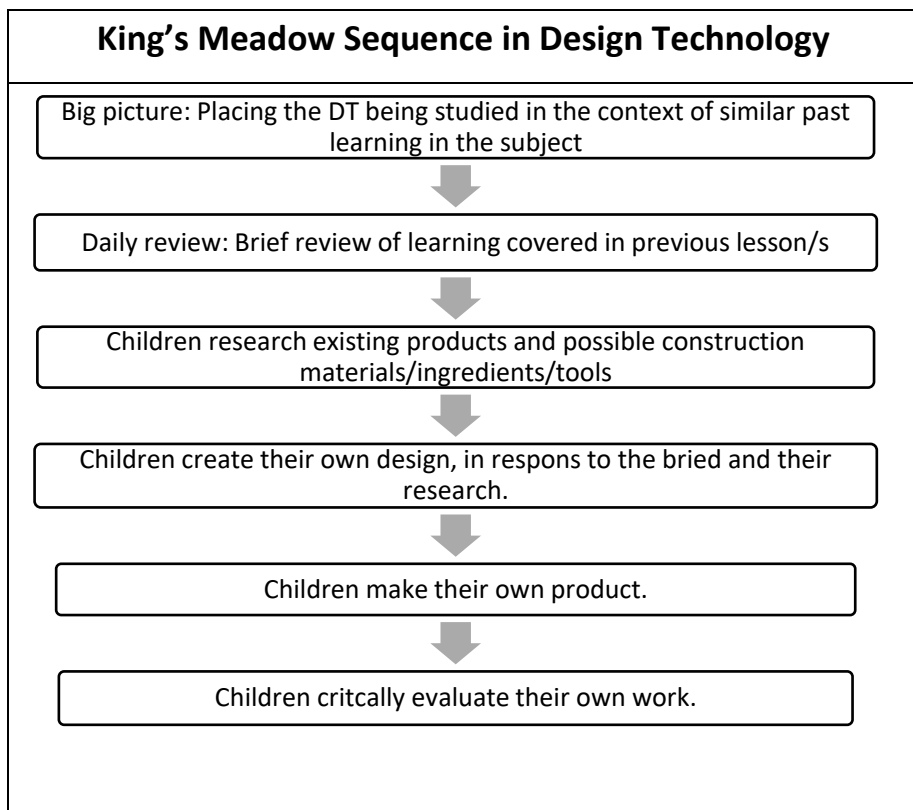 King’s Meadow Sequence in Design Technology
Big picture: Placing the DT being studied in the context of similar past
learning in the subject
Daily review: Brief review of learning covered in previous lesson/s
Children research existing products and possible construction
materials/ingredients/tools
Children create their own design, in respons to the bried and their
research.
Children make their own product.
Children critcally evaluate their own work.